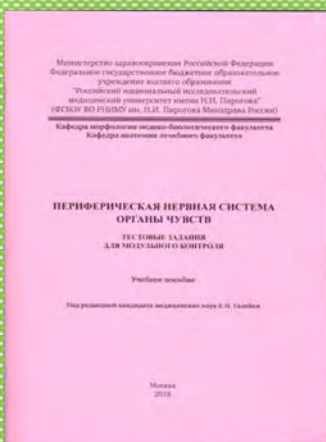 Министерство здравоохранения Российской Федерации
Федеральное государственное бюджетное образовательное
учреждение высшего образования
"Российский национальный исследовательский
медицинский университет имени Н.И. Пирогова"
(ФГБОУ ВО РНИМУ им. Н.И. Пирогова Минздрава России)
Кафедра морфологии медико-биологического факультета
Кафедра анатомии лечебного факультета
ПЕРИФЕРИЧЕСКАЯ НЕРВНАЯ СИСТЕМА
ОРГАНЫ ЧУВСТВ
ТЕСТОВЫЕ ЗАДАНИЯ
ДЛЯ МОДУЛЬНОГО КОНТРОЛЯ
Учебное пособие
Под редакцией кандидата медицинских наук
Москва
2018